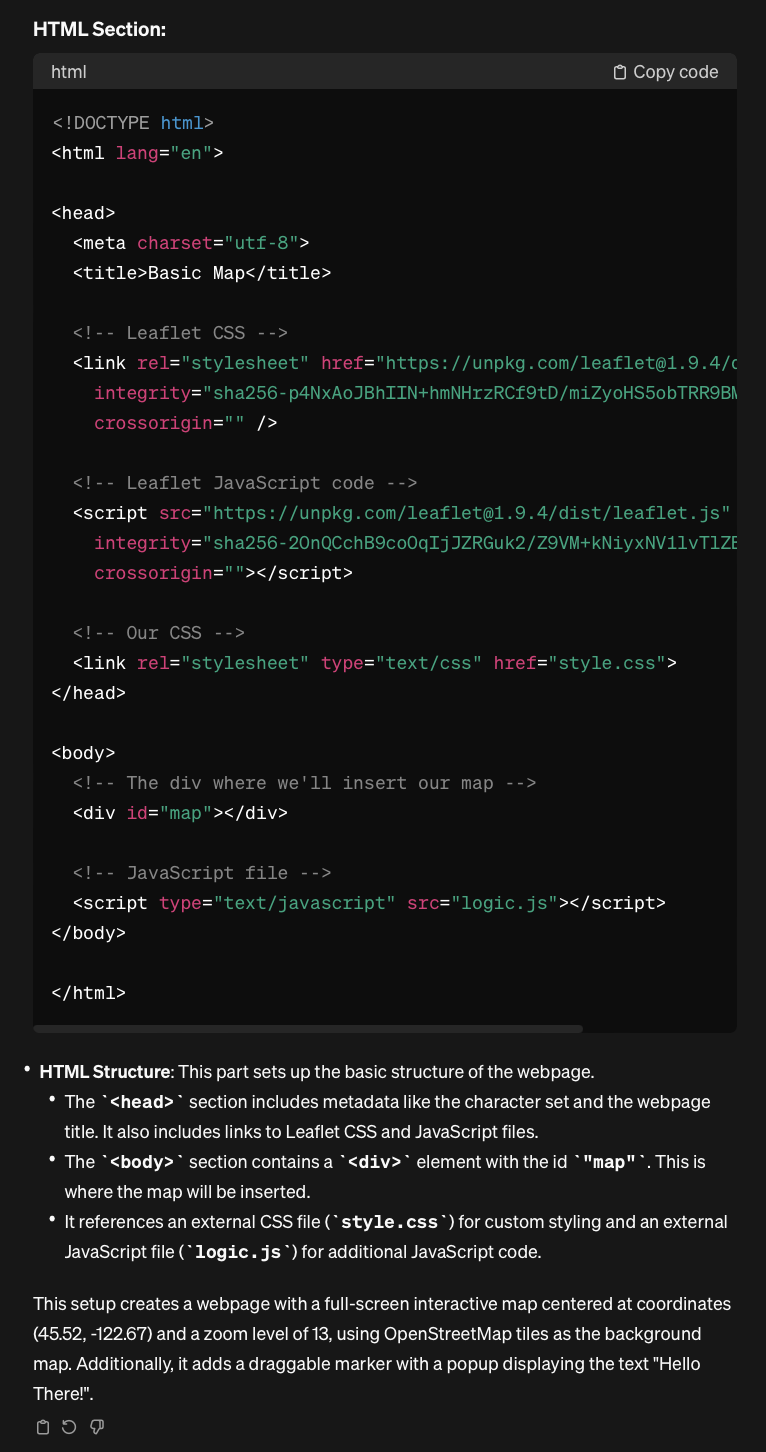 HTML Section:
html
Copy code
<!DOCTYPE html>
<html lang="en">
<head>
<meta charset="utf-8">
<title>Basic Map</title>
<!-- Leaflet CSS -->
<link rel="stylesheet" href="https://unpkg.com/leaflet@1.9.4/
integrity="sha256-p4NxAoJBhIIN+hmNHrzRCf9tD/miZyoHS5obTRR9B
crossorigin="" />
<!-- Leaflet JavaScript code -->
<script src="https://unpkg.com/leaflet@1.9.4/dist/leaflet.js"
integrity="sha256-20nQCchB9co0qIjJZRGuk2/Z9VM+kNiyxNV1lvTlZ
crossorigin=""></script>
<!-- Our CSS -->
<link rel="stylesheet" type="text/css" href="style.css">
</head>
<body>
<!-- The div where we'll insert our map -->
<div id="map"></div>
<!-- JavaScript file -->
<script type="text/javascript" src="logic.js"></script>
</body>
</html>
• HTML Structure: This part sets up the basic structure of the webpage.
• The `<head>` section includes metadata like the character set and the webpage
title. It also includes links to Leaflet CSS and JavaScript files.
• The `<body>` section contains a `<div>` element with the id `"map"`. This is
where the map will be inserted.
• It references an external CSS file (`style.css`) for custom styling and an external
JavaScript file (`logic.js`) for additional JavaScript code.
This setup creates a webpage with a full-screen interactive map centered at coordinates
(45.52, -122.67) and a zoom level of 13, using OpenStreetMap tiles as the background
map. Additionally, it adds a draggable marker with a popup displaying the text "Hello
There!".